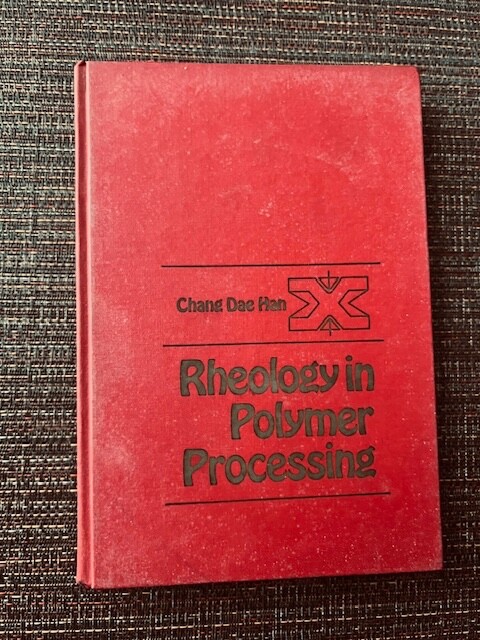 Chang Dae Han
Rheology in
Polymer
Processing